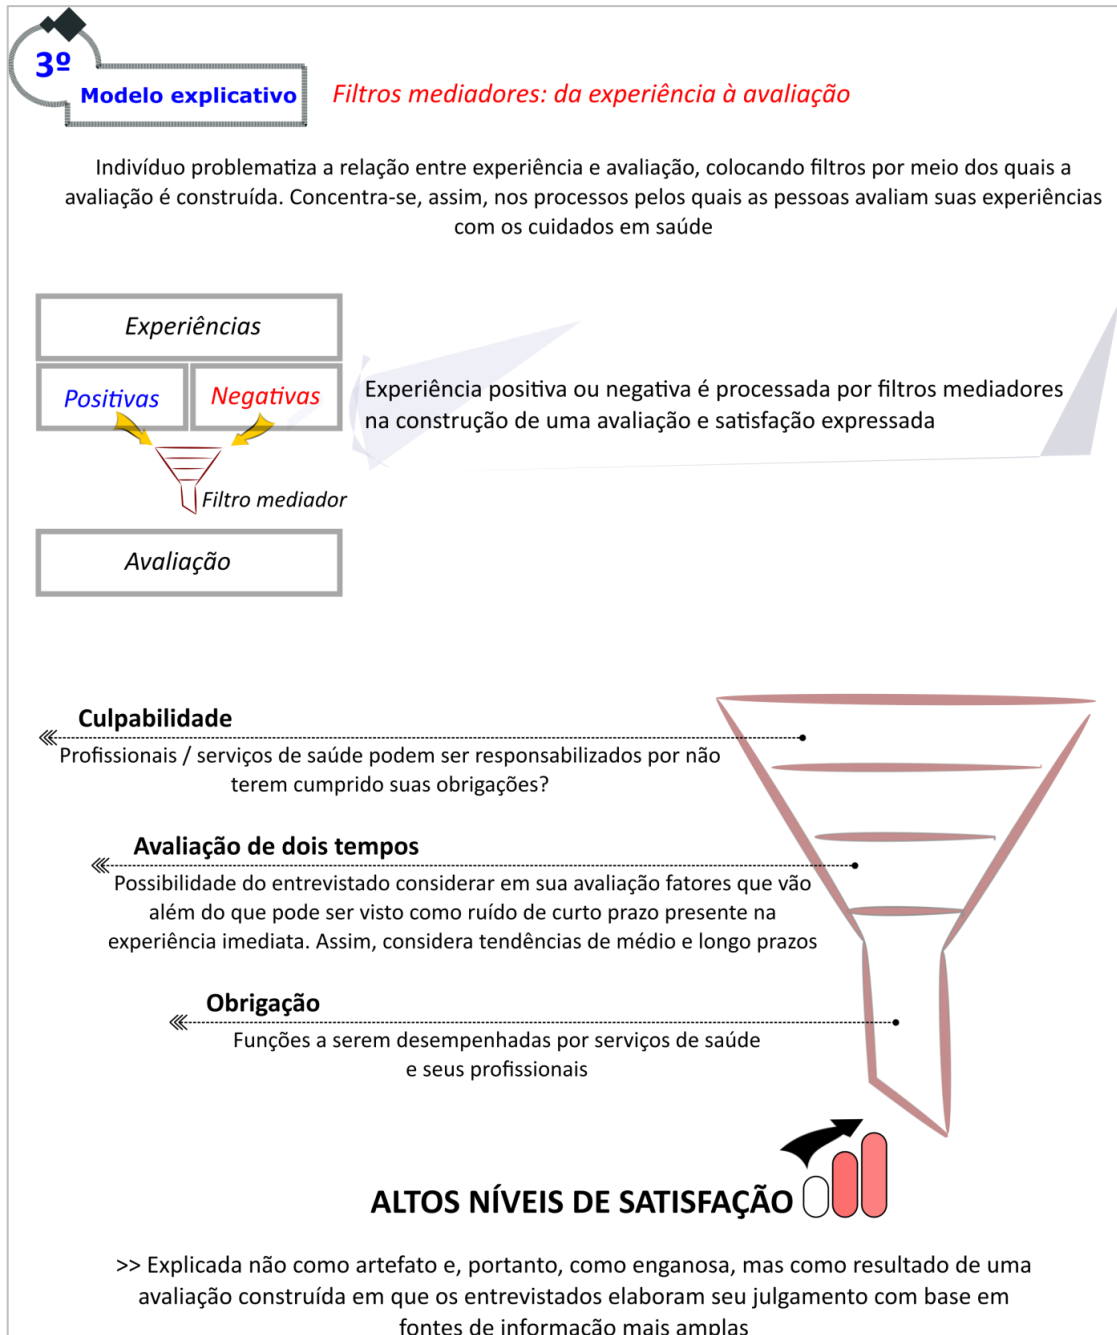 3º
Modelo explicativo
Filtros mediadores: da experiência à avaliação
Indivíduo problematiza a relação entre experiência e avaliação, colocando filtros por meio dos quais a
avaliação é construída. Concentra-se, assim, nos processos pelos quais as pessoas avaliam suas experiências
com os cuidados em saúde
Experiências
Positivas
Negativas
Experiência positiva ou negativa é processada por filtros mediadores
na construção de uma avaliação e satisfação expressada
Filtro mediador
Avaliação
Culpabilidade
Profissionais / serviços de saúde podem ser responsabilizados por não
terem cumprido suas obrigações?
Avaliação de dois tempos
Possibilidade do entrevistado considerar em sua avaliação fatores que vão
além do que pode ser visto como ruído de curto prazo presente na
experiência imediata. Assim, considera tendências de médio e longo prazos
Obrigação
Funções a serem desempenhadas por serviços de saúde
e seus profissionais
ALTOS NÍVEIS DE SATISFAÇÃO
>> Explicada não como artefato e, portanto, como enganosa, mas como resultado de uma
avaliação construída em que os entrevistados elaboram seu julgamento com base em
fontes de informação mais amplas